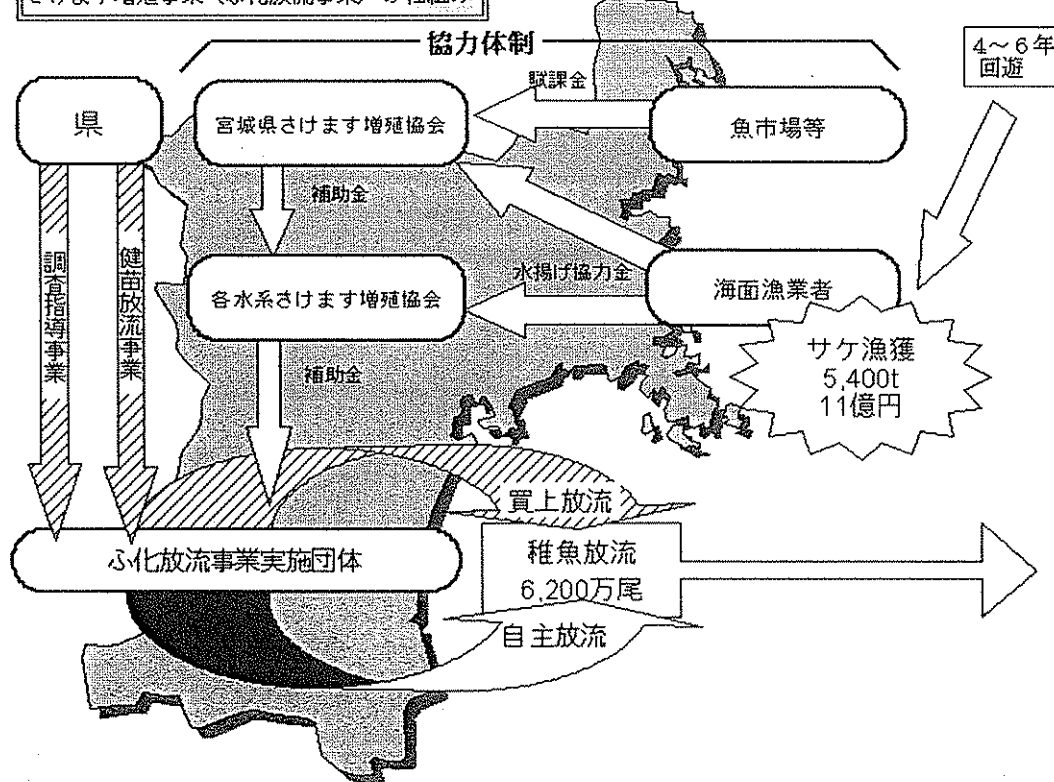 協力体制
4〜6年
回遊
賦課金
県
宮城県さけます増殖協会
魚市場等
補助金
水揚げ協力金
調査指導事業
健苗放流事業
各水系さけます増殖協会
海面漁業者
サケ漁獲
5,400t
11億円
補助金
買上放流
ふ化放流事業実施団体
稚魚放流
6,200万尾
自主放流